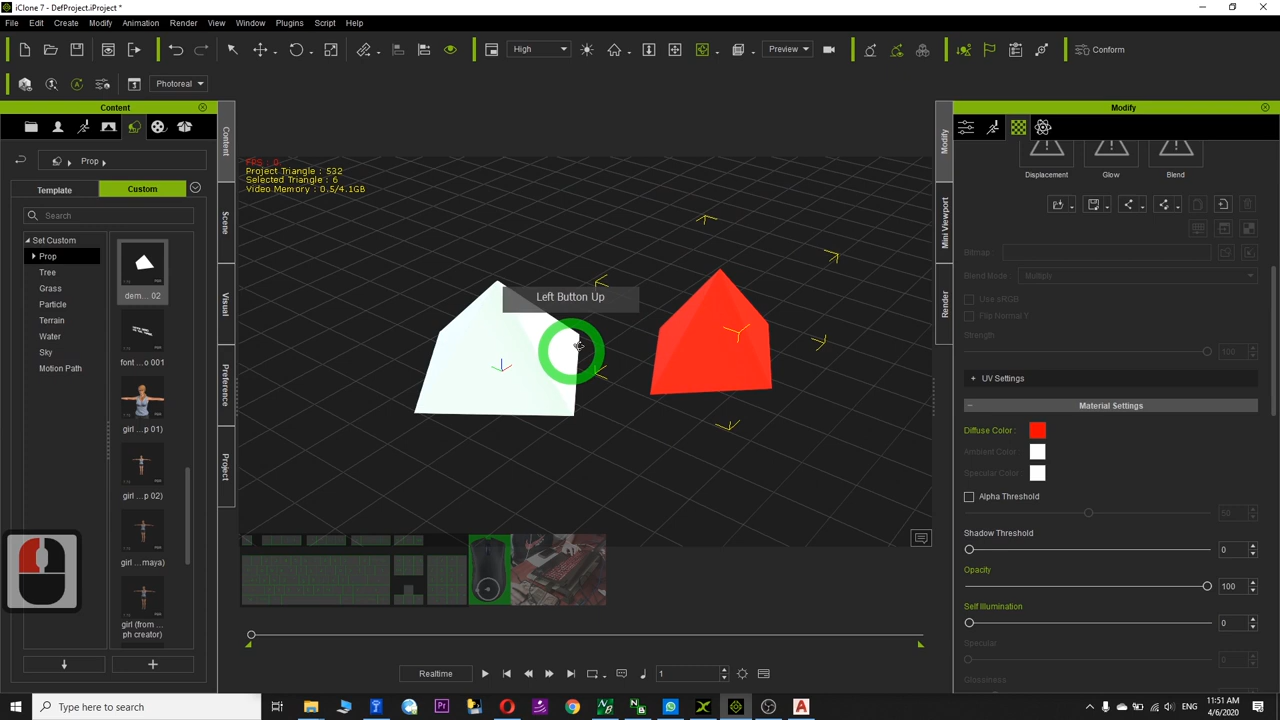 iClone 7 - DefProject.iProject *
File Edit Create Modify Animation Render View Window Plugins Script Help
High
Preview
Conform
Photoreal
Content
Modify
Prop
Template
Custom
Search
Set Custom
Prop
Tree
Grass
Particle
Terrain
Water
Sky
Motion Path
dem... 02
font ...o 001
...p 01)
girl ...p 02)
girl ... maya)
girl (from ...
ph creator)
Content
Scene
Visual
Preference
Project
FPS : 0
Project Triangle : 532
Selected Triangle : 6
Video Memory : 0.5/4.1GB
Left Button Up
Modify
Mini Viewport
Render
Displacement
Glow
Blend
Bitmap :
Blend Mode : Multiply
Use sRGB
Flip Normal Y
Strength
100
+ UV Settings
Material Settings
Diffuse Color :
Ambient Color :
Specular Color :
Alpha Threshold
50
Shadow Threshold
0
Opacity
100
Self Illumination
0
Specular
0
Glossiness
Realtime
1
Type here to search
11:51 AM
4/6/2020